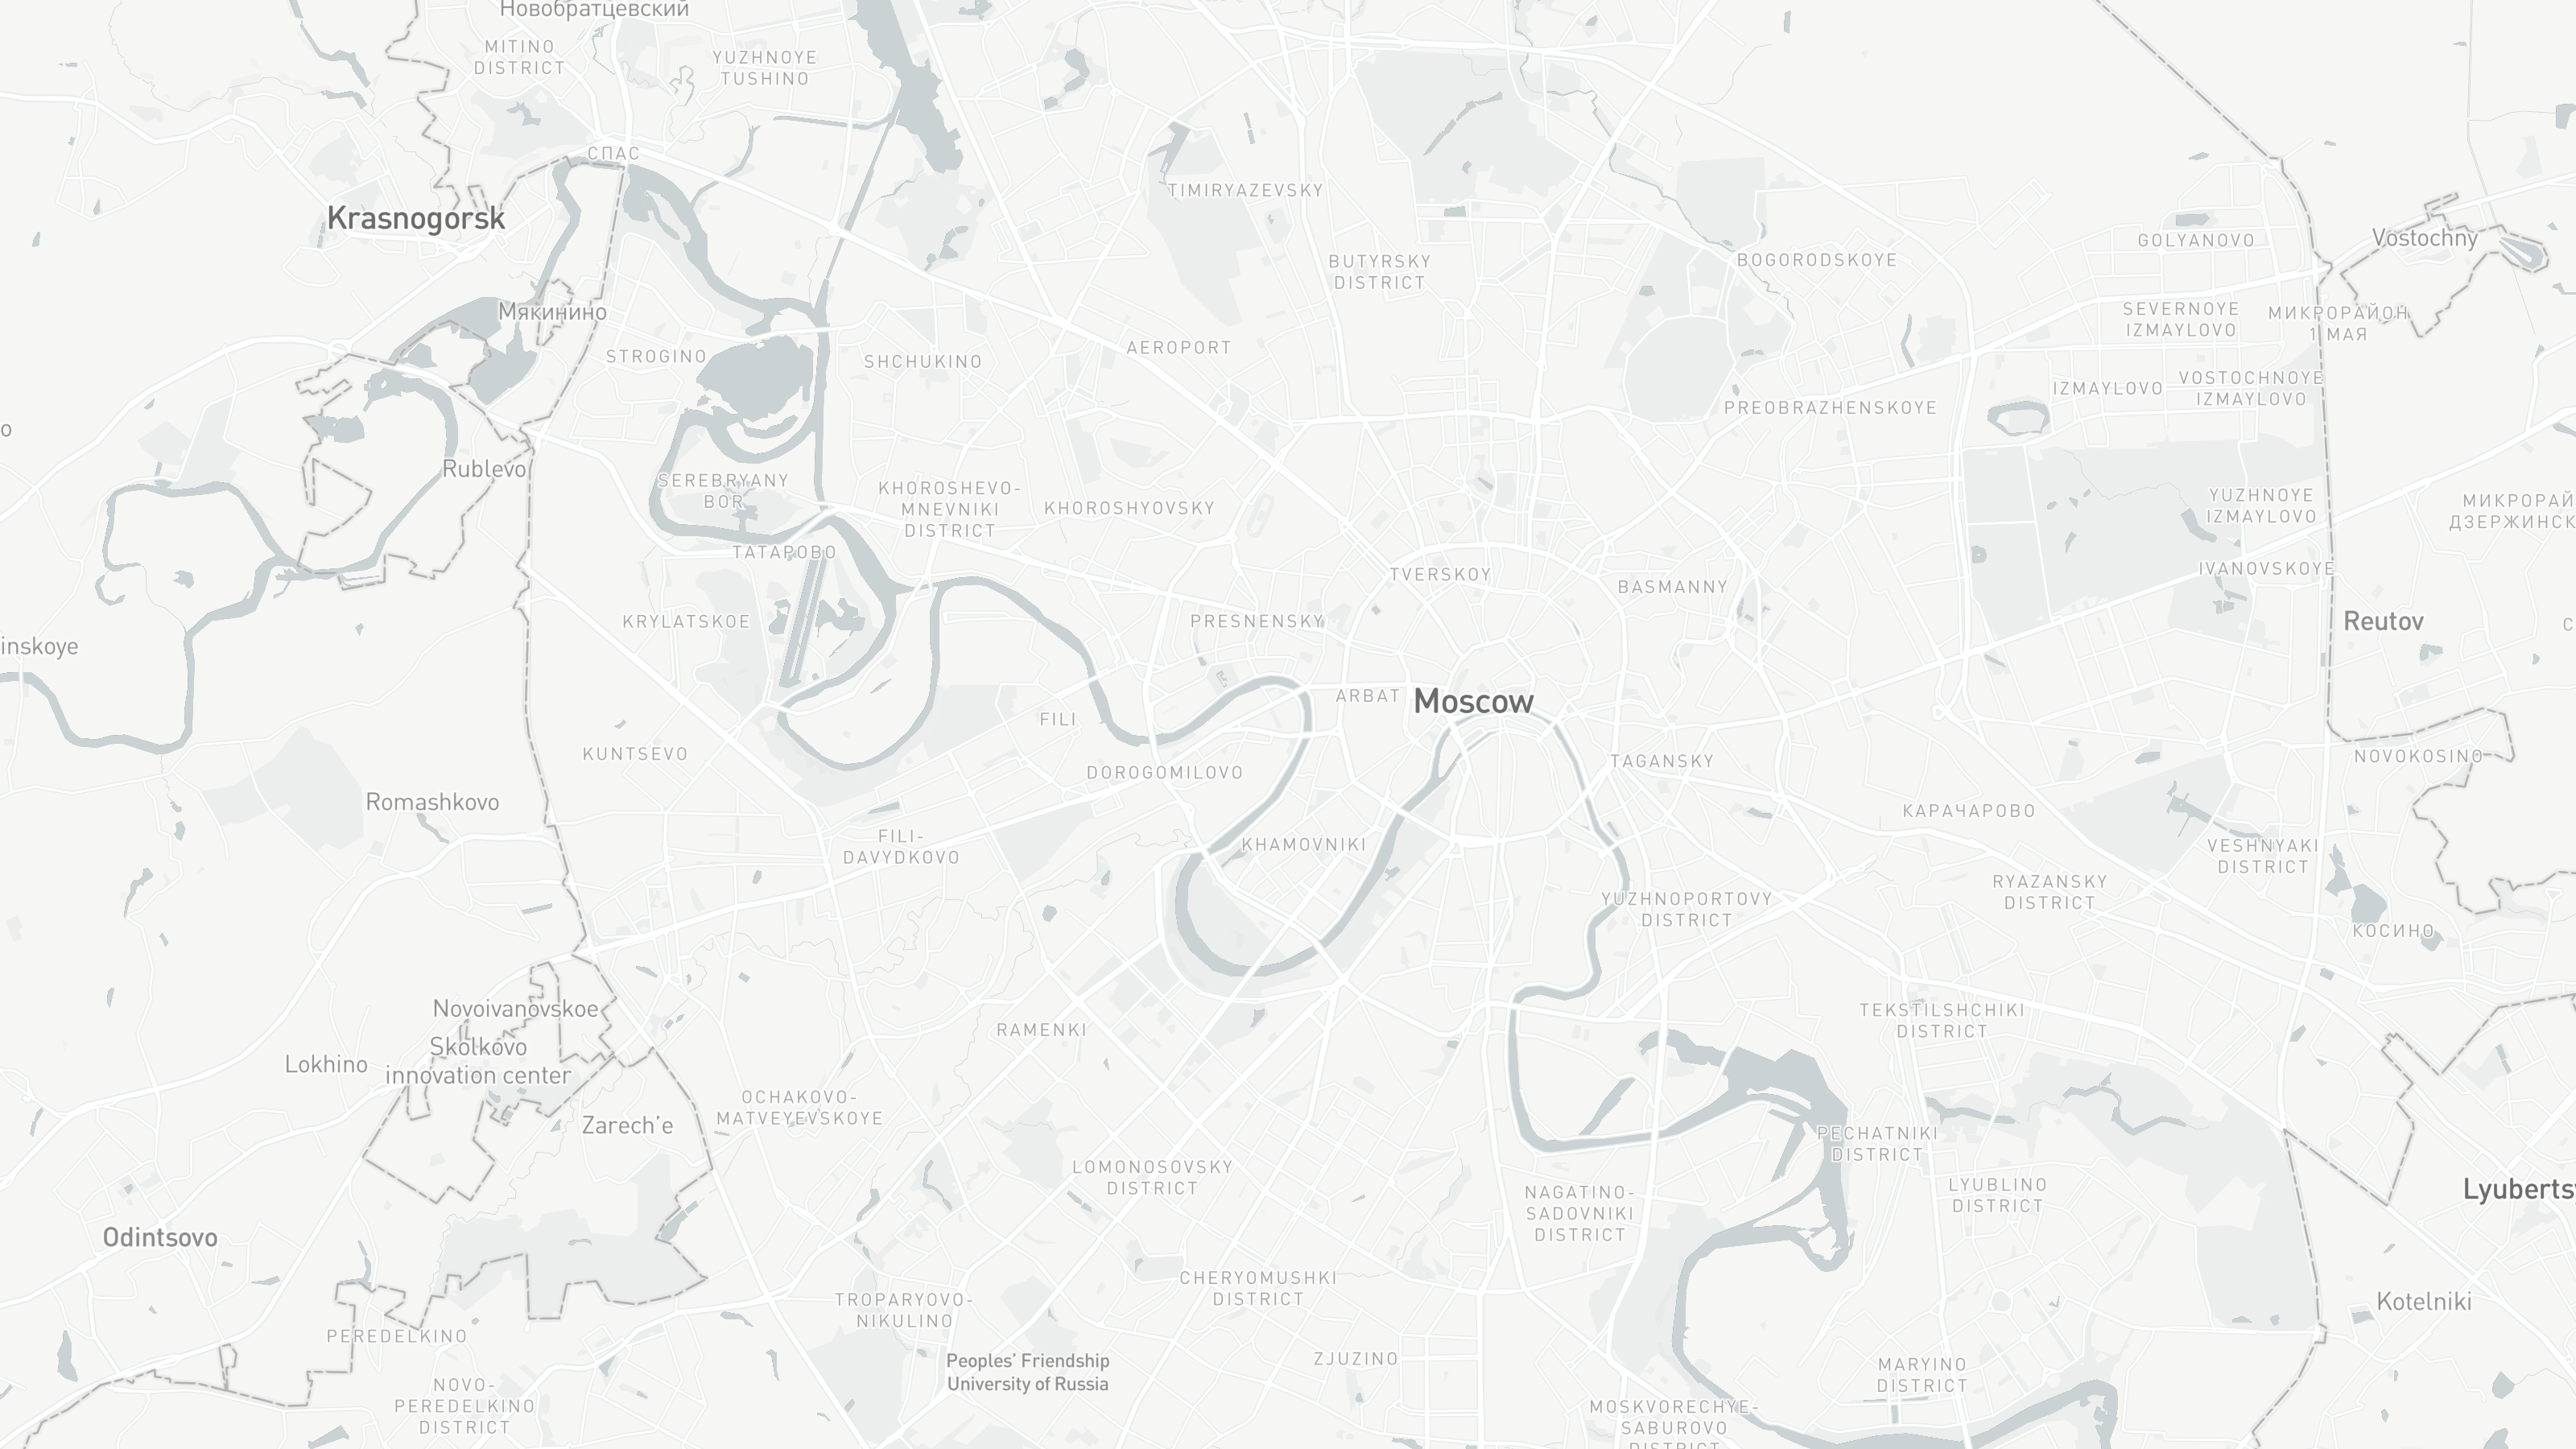 Новобратцевский
MITINO
DISTRICT
YUZHNOYE
TUSHINO
СПАС
TIMIRYAZEVSKY
Krasnogorsk
GOLYANOVO
Vostochny
BUTYRSKY
DISTRICT
BOGORODSKOYE
Мякинино
SEVERNOYE
IZMAYLOVO
МИКРОРАЙОН
1 МАЯ
STROGINO
SHCHUKINO
AEROPORT
IZMAYLOVO
VOSTOCHNOYE
IZMAYLOVO
PREOBRAZHENSKOYE
o
Rublevo
SEREBRYANY
BOR
KHOROSHEVO-
MNEVNIKI
DISTRICT
KHOROSHYOVSKY
YUZHNOYE
IZMAYLOVO
МИКРОРАЙ
ДЗЕРЖИНСК
ТАТАРОВО
TVERSKOY
BASMANNY
IVANOVSKOYE
KRYLATSKOE
PRESNENSKY
Reutov
С
inskoye
ARBAT
Moscow
FILI
KUNTSEVO
DOROGOMILOVO
TAGANSKY
NOVOKOSINO
Romashkovo
КАРАЧАРОВО
FILI-
DAVYDKOVO
KHAMOVNIKI
VESHNYAKI
DISTRICT
YUZHNOPORTOVY
DISTRICT
RYAZANSKY
DISTRICT
КОСИНО
Novoivanovskoe
Skolkovo
innovation center
Lokhino
RAMENKI
TEKSTILSHCHIKI
DISTRICT
OCHAKOVO-
MATVEYEVSKOYE
Zarech'e
PECHATNIKI
DISTRICT
LOMONOSOVSKY
DISTRICT
NAGATINO-
SADOVNIKI
DISTRICT
LYUBLINO
DISTRICT
Lyuberts
Odintsovo
CHERYOMUSHKI
DISTRICT
TROPARYOVO-
NIKULINO
Kotelniki
PEREDELKINO
Peoples' Friendship
University of Russia
ZJUZINO
MARYINO
DISTRICT
NOVO-
PEREDELKINO
DISTRICT
MOSKVORECHYE-
SABUROVO
DISTRICT